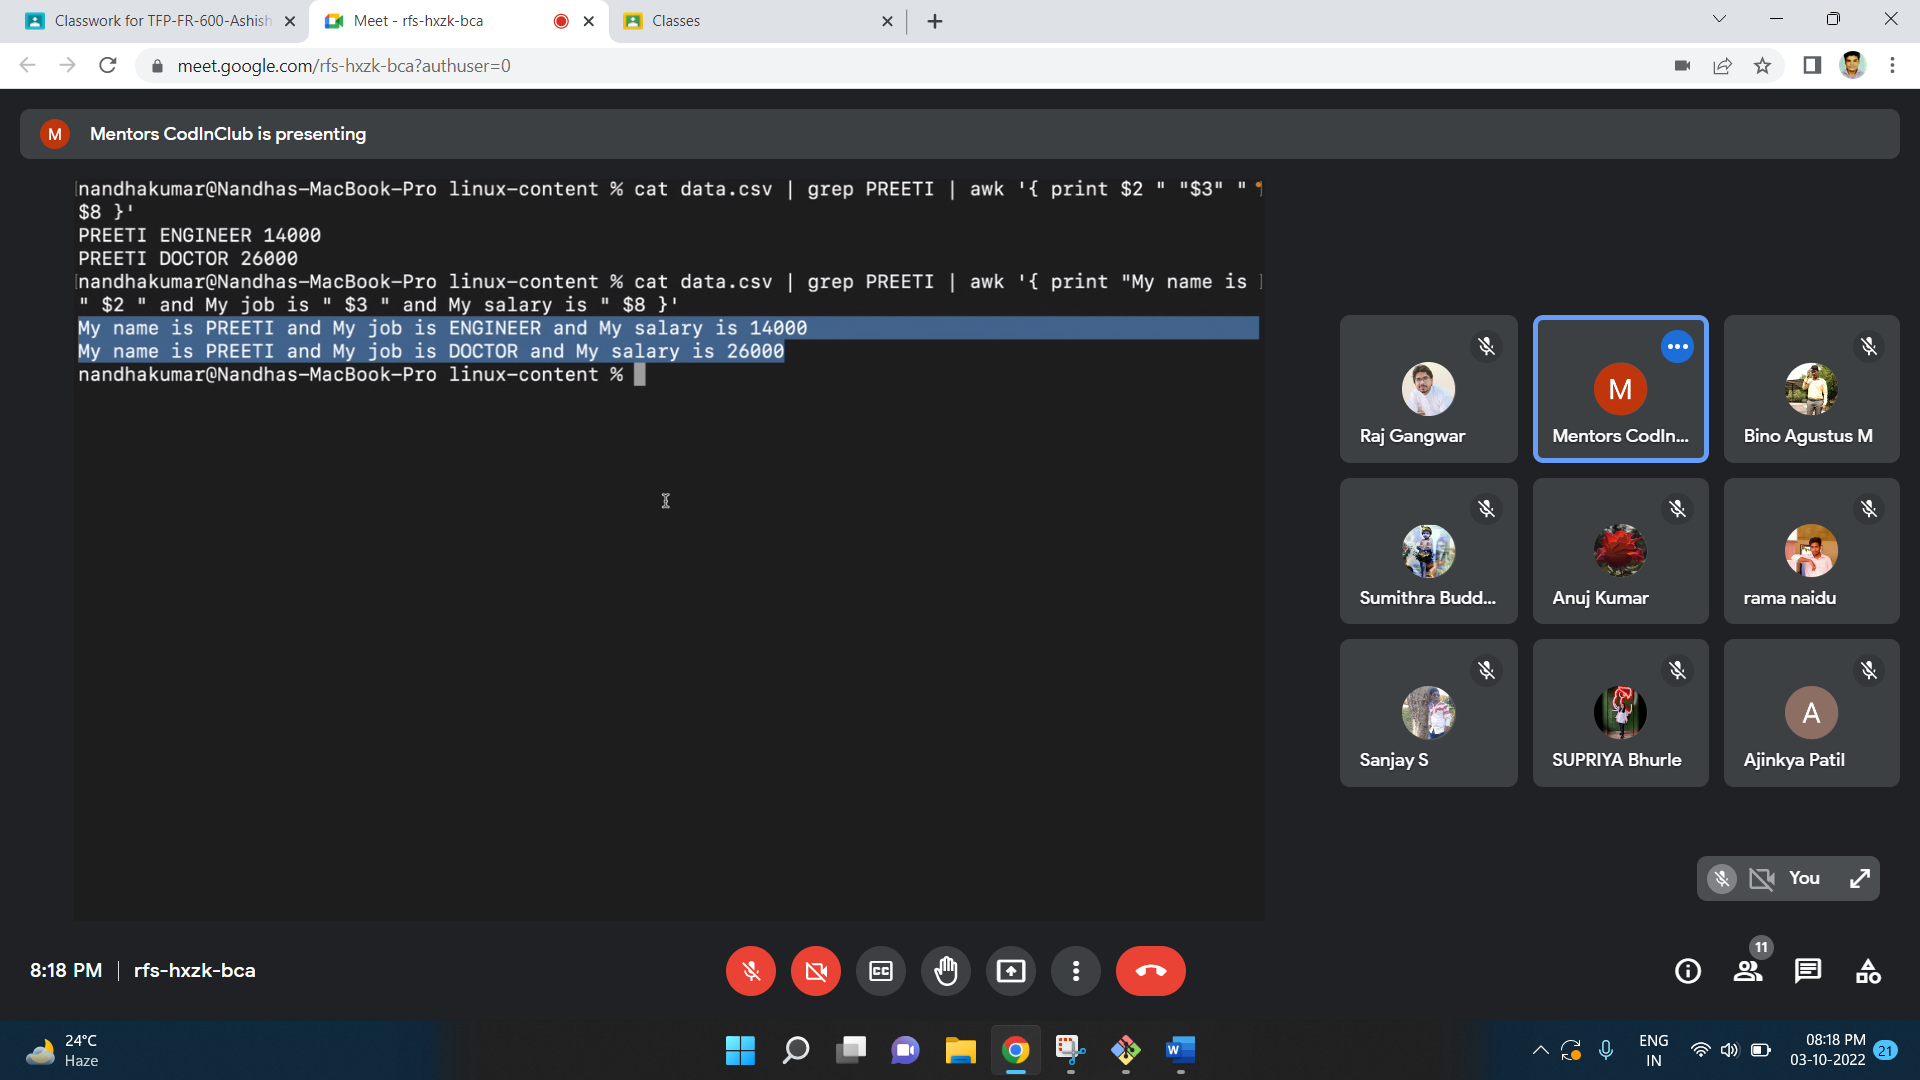 Classwork for TFP-FR-600-Ashish
Meet - rfs-hxzk-bca
Classes
meet.google.com/rfs-hxzk-bca?authuser=0
M
Mentors CodInClub is presenting
nandhakumar@Nandhas-MacBook-Pro linux-content % cat data.csv | grep PREETI | awk '{ print $2 " "$3" "
$8 }'
PREETI ENGINEER 14000
PREETI DOCTOR 26000
nandhakumar@Nandhas-MacBook-Pro linux-content % cat data.csv | grep PREETI | awk '{ print "My name is
" $2 " and My job is " $3 " and My salary is " $8 }'
My name is PREETI and My job is ENGINEER and My salary is 14000
My name is PREETI and My job is DOCTOR and My salary is 26000
nandhakumar@Nandhas-MacBook-Pro linux-content %
Raj Gangwar
M
Mentors CodIn...
Bino Agustus M
Sumithra Budd...
Anuj Kumar
rama naidu
Sanjay S
SUPRIYA Bhurle
A
Ajinkya Patil
You
8:18 PM | rfs-hxzk-bca
CC
11
24°C
Haze
W
ENG
IN
08:18 PM
03-10-2022
21